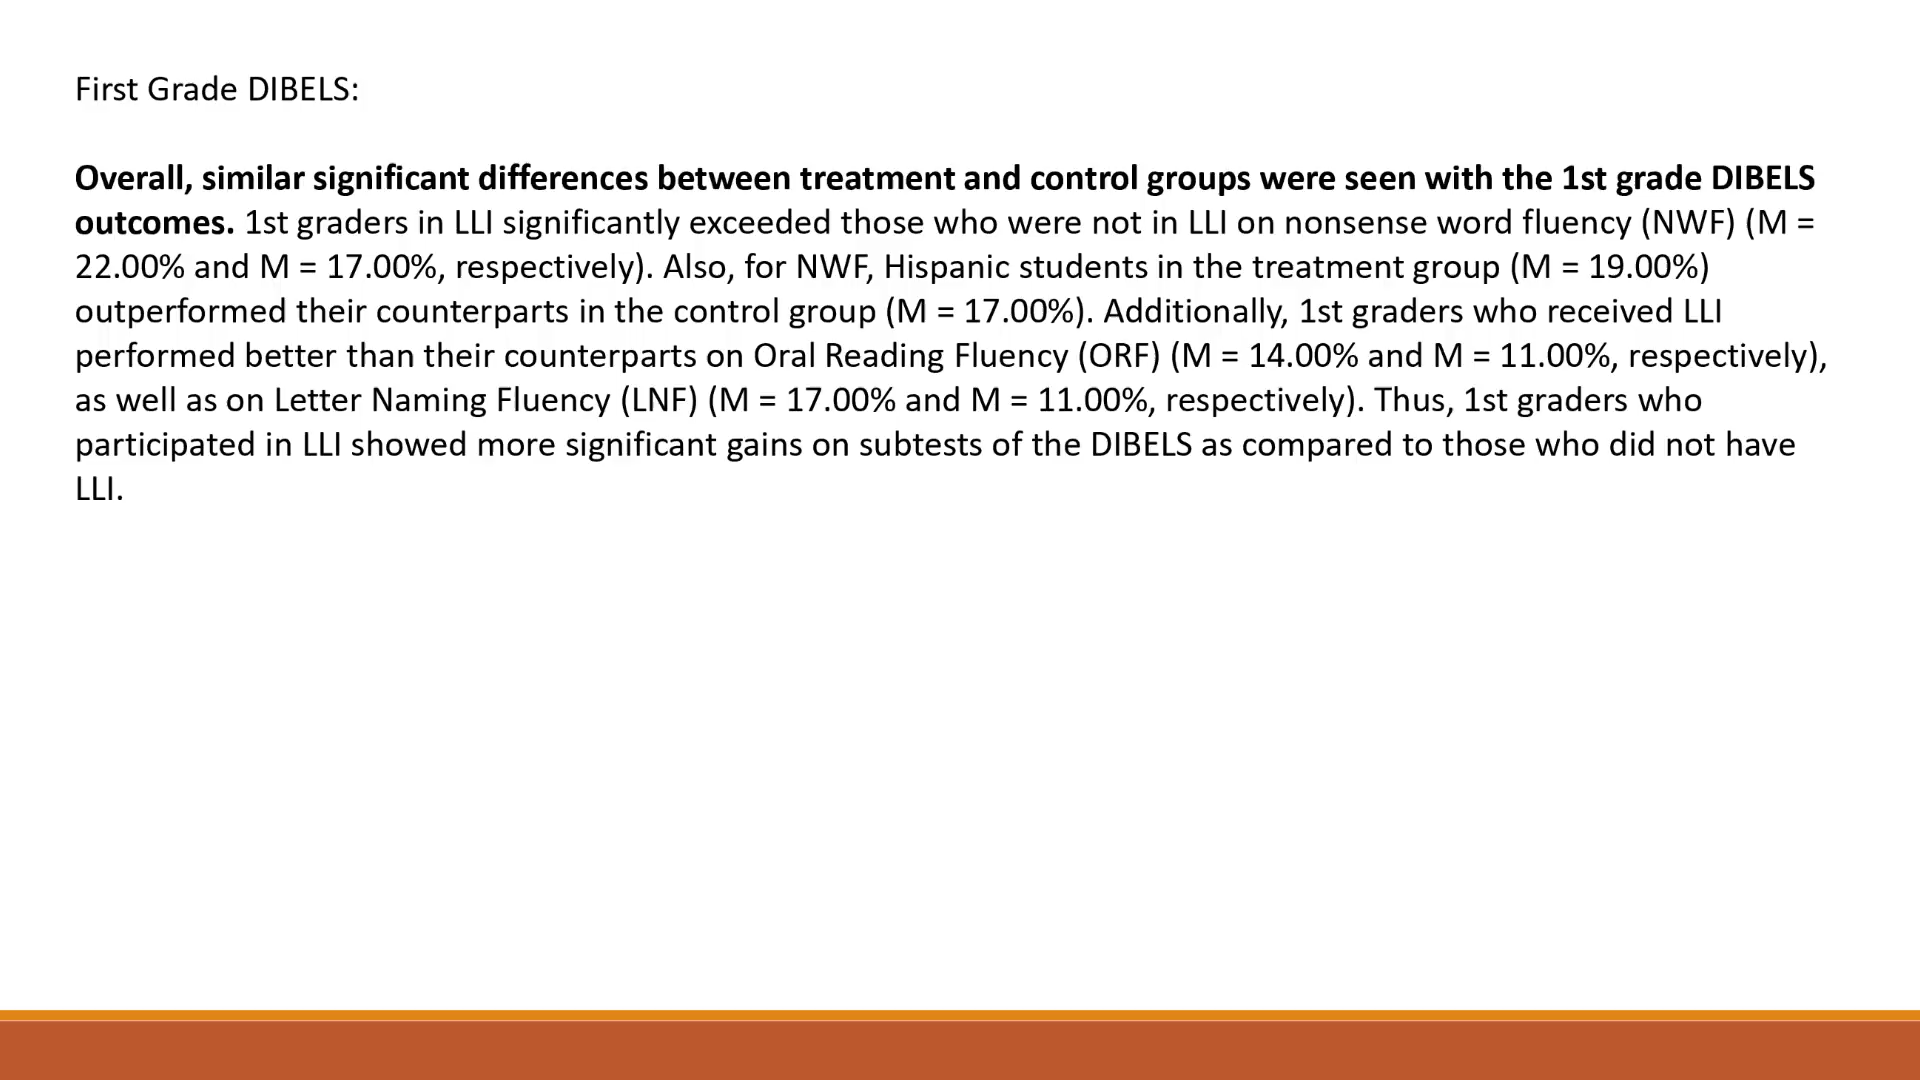 First Grade DIBELS:
Overall, similar significant differences between treatment and control groups were seen with the 1st grade DIBELS
outcomes. 1st graders in LLI significantly exceeded those who were not in LLI on nonsense word fluency (NWF) (M =
22.00% and M = 17.00%, respectively). Also, for NWF, Hispanic students in the treatment group (M = 19.00%)
outperformed their counterparts in the control group (M = 17.00%). Additionally, 1st graders who received LLI
performed better than their counterparts on Oral Reading Fluency (ORF) (M = 14.00% and M = 11.00%, respectively),
as well as on Letter Naming Fluency (LNF) (M = 17.00% and M = 11.00%, respectively). Thus, 1st graders who
participated in LLI showed more significant gains on subtests of the DIBELS as compared to those who did not have
LLI.